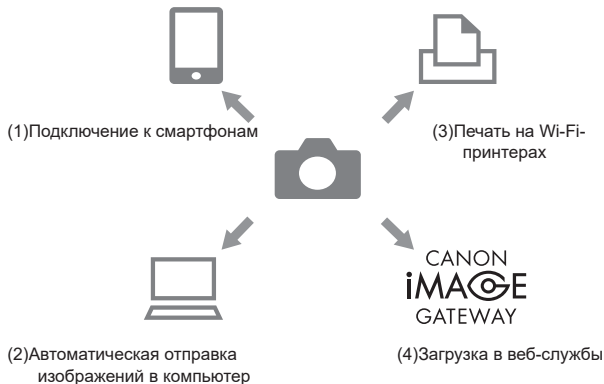 (1)Подключение к смартфонам
(3)Печать на Wi-Fi-
принтерах
CANON
iMAGE
GATEWAY
(2)Автоматическая отправка
изображений в компьютер
(4)Загрузка в веб-службы